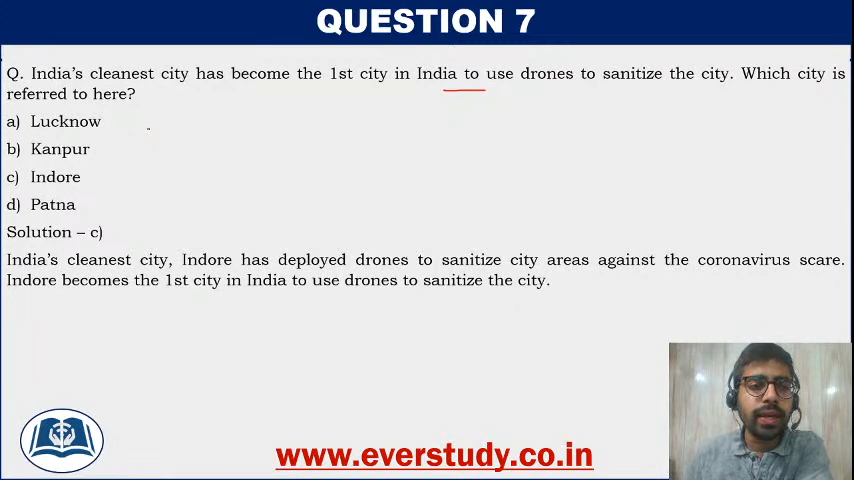 QUESTION 7
Q. India's cleanest city has become the 1st city in India to use drones to sanitize the city. Which city is
referred to here?
a) Lucknow
b) Kanpur
c) Indore
d) Patna
Solution – c)
India's cleanest city, Indore has deployed drones to sanitize city areas against the coronavirus scare.
Indore becomes the 1st city in India to use drones to sanitize the city.
www.everstudy.co.in